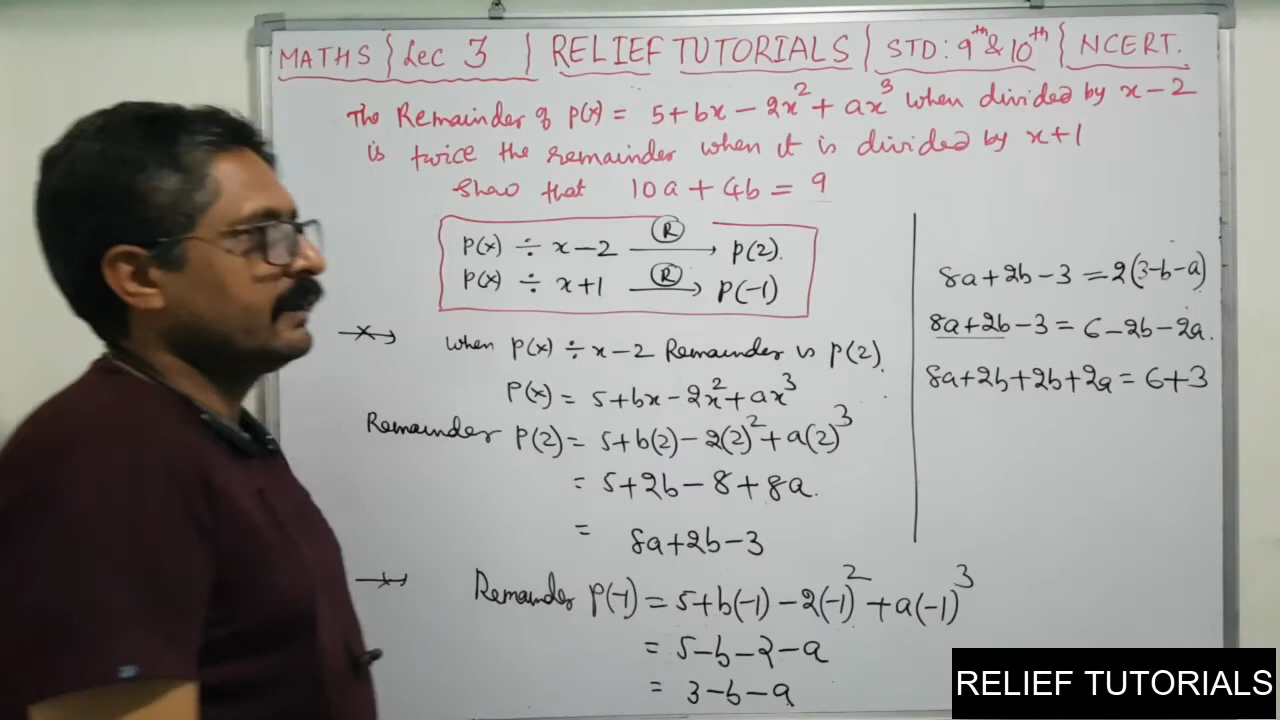 MATHS | Lec 3 | RELIEF TUTORIALS | STD: 9th & 10th | NCERT.
The Remainder of p(x) = 5+bx-2x²+ax³ when divided by x-2
is twice the remainder when it is divided by x+1
Show that 10a+4b = 9
P(x) ÷ x-2 —Ⓡ→ p(2).
P(x) ÷ x+1 —Ⓡ→ p(-1)
when p(x) ÷ x-2 Remainder is p(2).
P(x) = 5+bx-2x²+ax³
Remainder p(2) = 5+b(2)-2(2)²+a(2)³
= 5+2b-8+8a.
= 8a+2b-3
Remainder p(-1) = 5+b(-1)-2(-1)²+a(-1)³
= 5-b-2-a
= 3-b-a
8a+2b-3 = 2(3-b-a)
8a+2b-3 = 6-2b-2a.
8a+2b+2b+2a = 6+3
RELIEF TUTORIALS